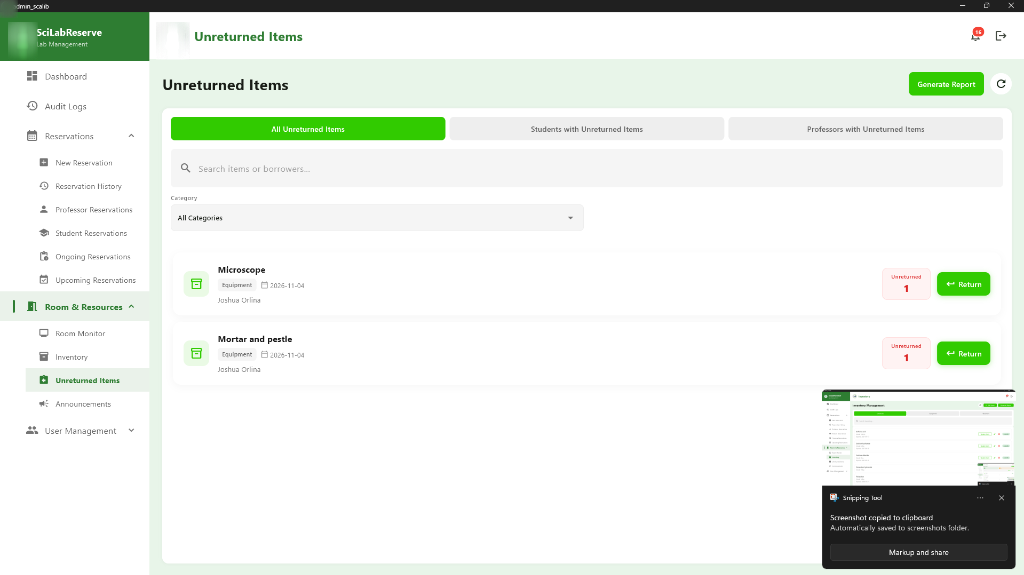 dmin_scalib
SciLabReserve
Lab Management
Unreturned Items
16
Dashboard
Audit Logs
Reservations
New Reservation
Reservation History
Professor Reservations
Student Reservations
Ongoing Reservations
Upcoming Reservations
Room & Resources
Room Monitor
Inventory
Unreturned Items
Announcements
User Management
Unreturned Items
Generate Report
All Unreturned Items
Students with Unreturned Items
Professors with Unreturned Items
Search items or borrowers...
Category
All Categories
Microscope
Equipment 2026-11-04
Joshua Orlina
Unreturned
1
Return
Mortar and pestle
Equipment 2026-11-04
Joshua Orlina
Unreturned
1
Return
Snipping Tool
Screenshot copied to clipboard
Automatically saved to screenshots folder.
Markup and share